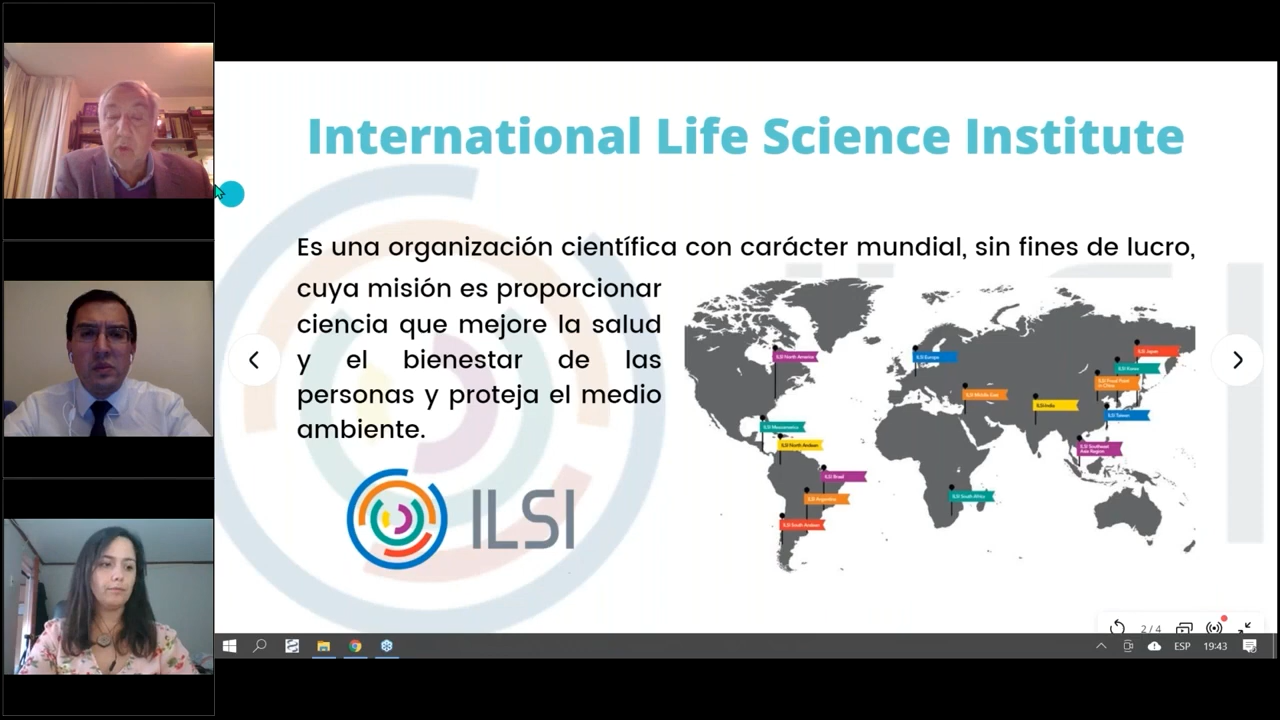 International Life Science Institute
Es una organización científica con carácter mundial, sin fines de lucro,
cuya misión es proporcionar
ciencia que mejore la salud
y el bienestar de las
personas y proteja el medio
ambiente.
ILSI
ILSI North America
ILSI Europe
ILSI Japan
ILSI Korea
ILSI Focal Point
in China
ILSI Middle East
ILSI India
ILSI Taiwan
ILSI Mesoamerica
ILSI North Andean
ILSI Southeast
Asia Region
ILSI Brasil
ILSI Argentina
ILSI South Africa
ILSI South Andean
2/4
ESP
19:43